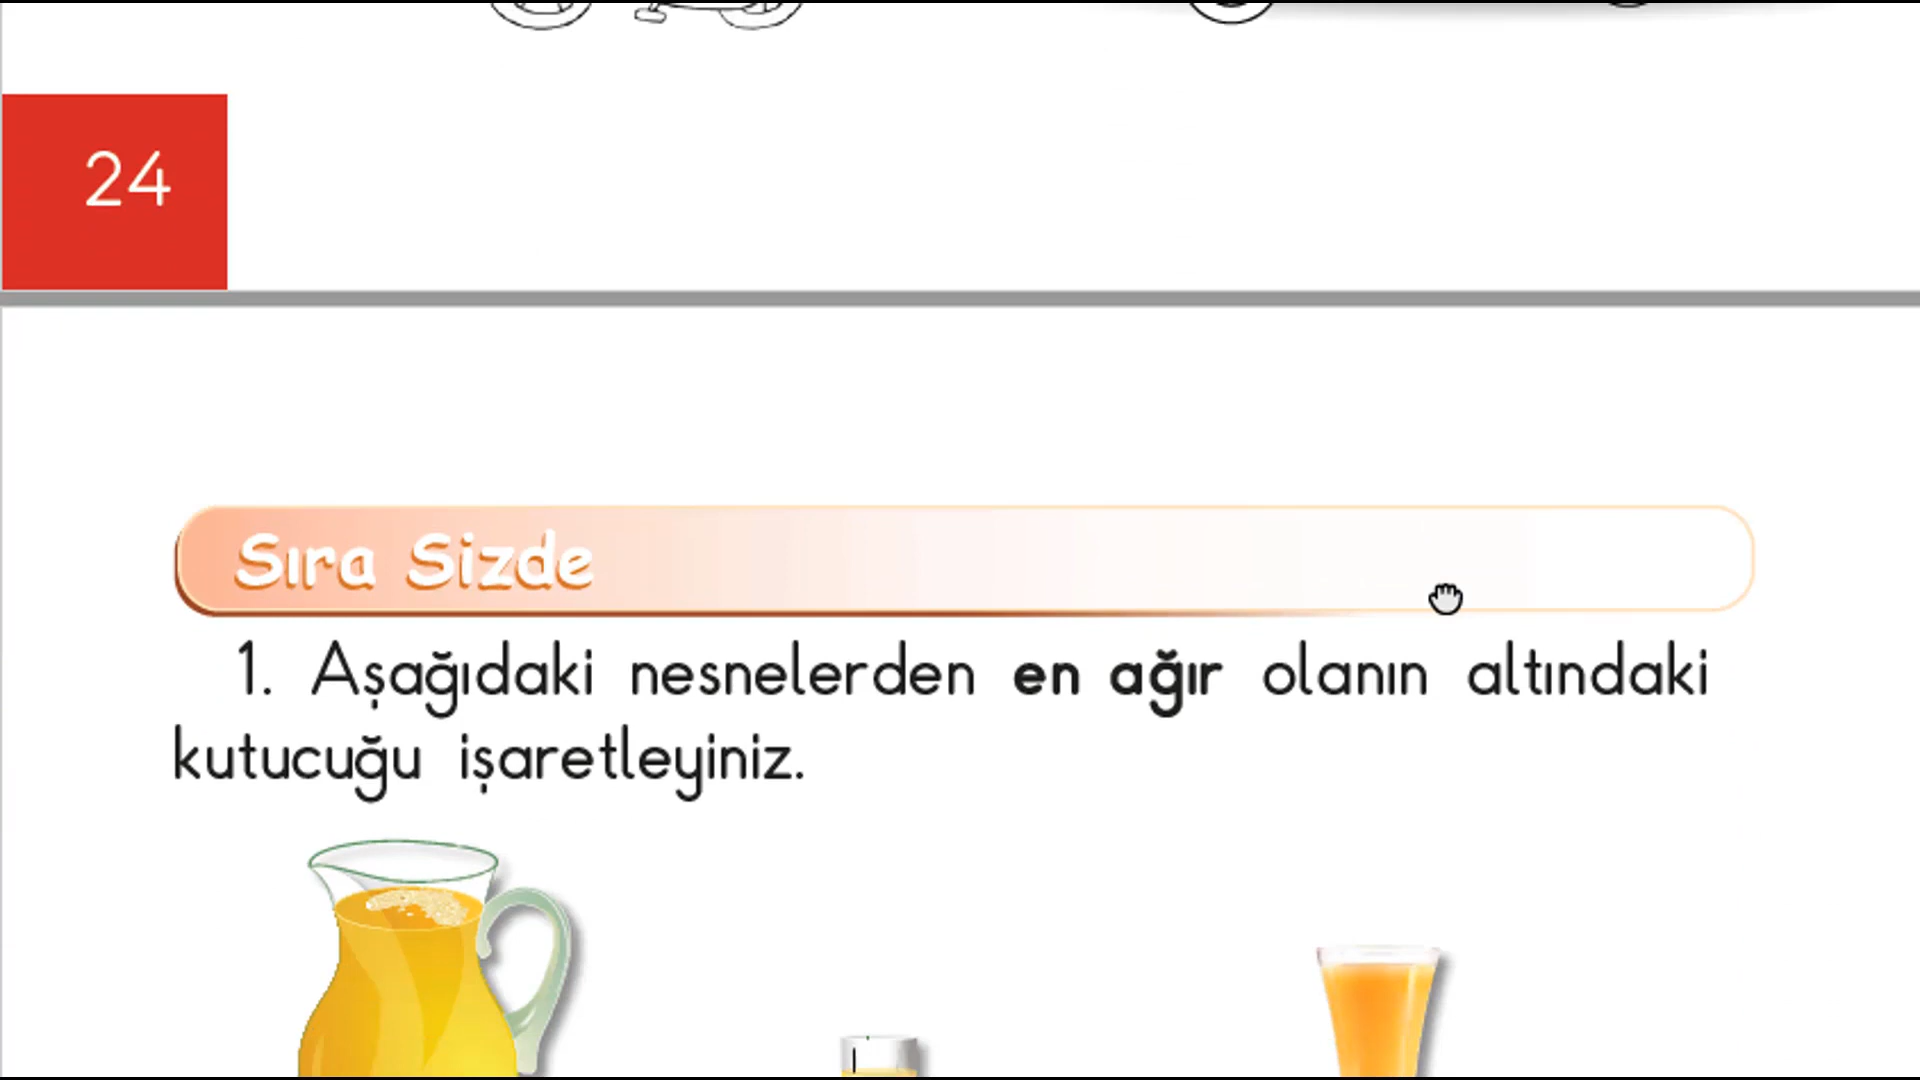 24
Sıra Sizde
1. Aşağıdaki nesnelerden en ağır olanın altındaki
kutucuğu işaretleyiniz.